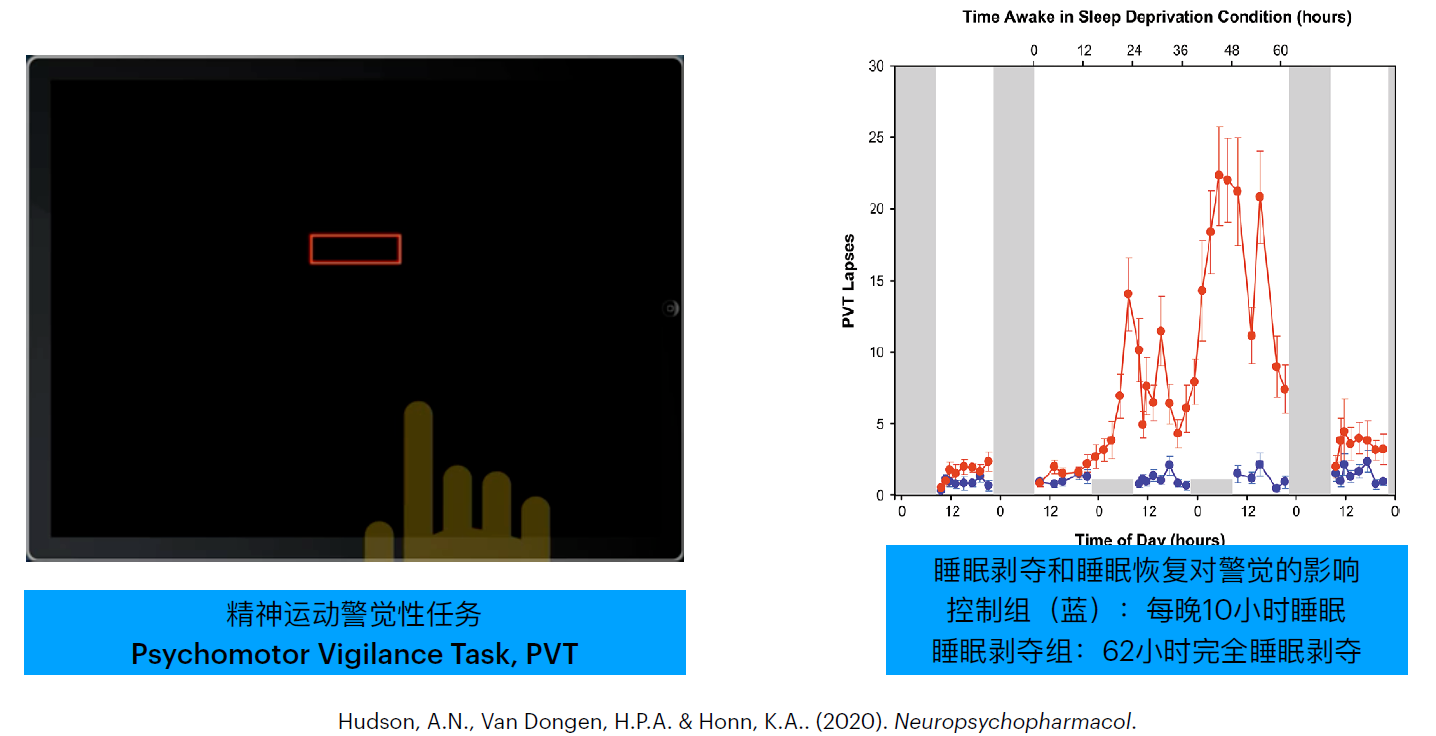 Time Awake in Sleep Deprivation Condition (hours)
0 12 24 36 48 60
30
25
20
15
10
5
0
PVT Lapses
0 12 0 12 0 12 0 12 0 12 0
Time of Day (hours)
精神运动警觉性任务
Psychomotor Vigilance Task, PVT
睡眠剥夺和睡眠恢复对警觉的影响
控制组（蓝）：每晚10小时睡眠
睡眠剥夺组：62小时完全睡眠剥夺
Hudson, A.N., Van Dongen, H.P.A. & Honn, K.A.. (2020). Neuropsychopharmacol.